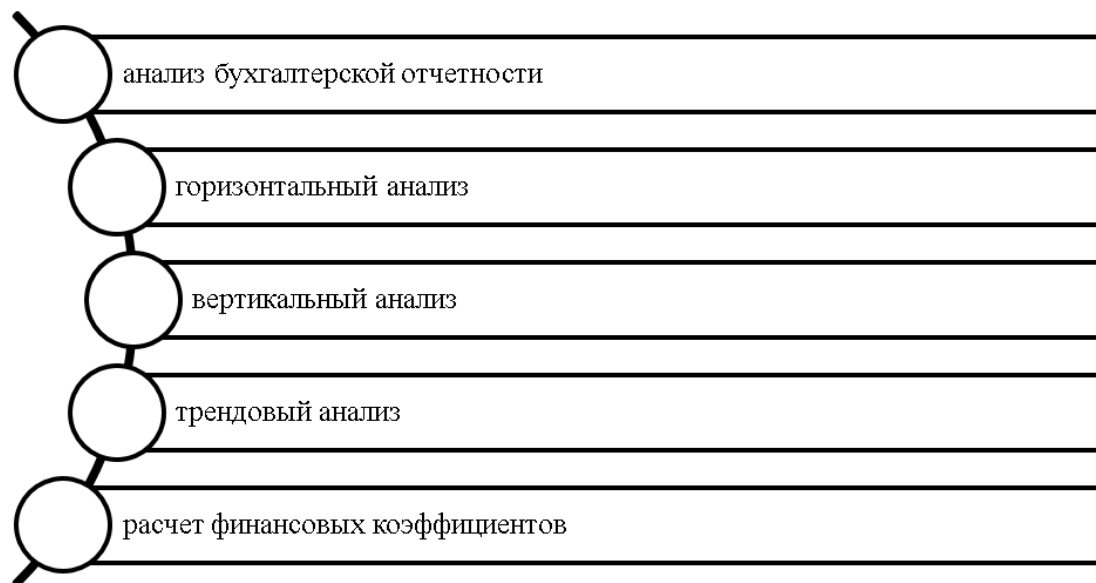 анализ бухгалтерской отчетности
горизонтальный анализ
вертикальный анализ
трендовый анализ
расчет финансовых коэффициентов